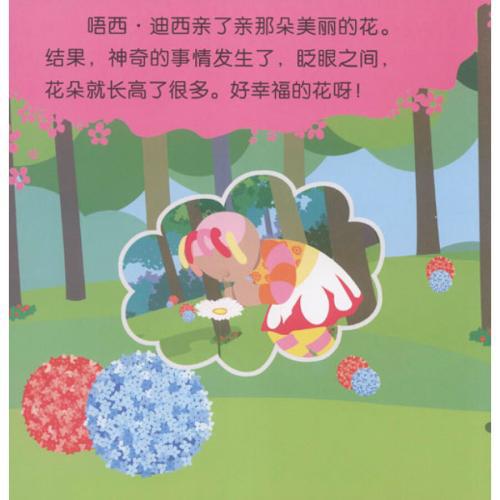 唔西·迪西亲了亲那朵美丽的花。
结果，神奇的事情发生了，眨眼之间，
花朵就长高了很多。好幸福的花呀！